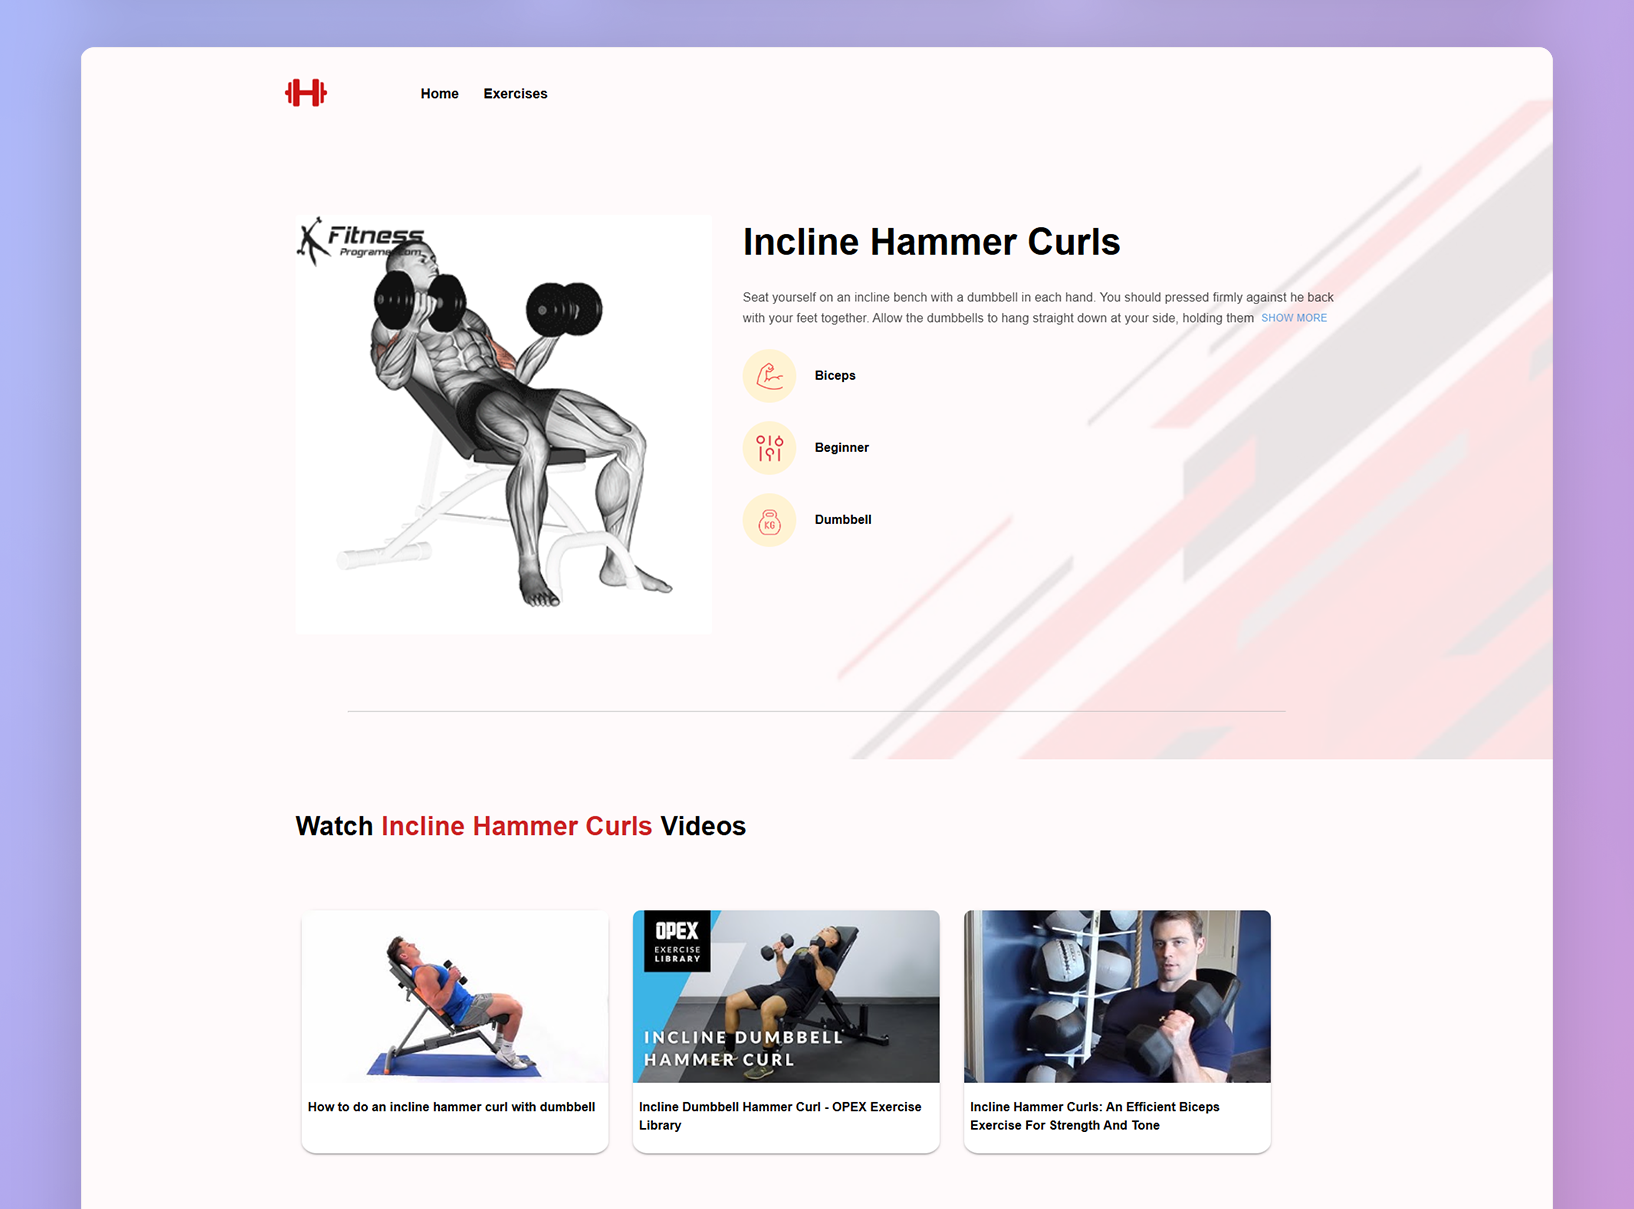 Home Exercises
Fitness
Programer.com
Incline Hammer Curls
Seat yourself on an incline bench with a dumbbell in each hand. You should pressed firmly against he back
with your feet together. Allow the dumbbells to hang straight down at your side, holding them SHOW MORE
Biceps
Beginner
KG
Dumbbell
Watch Incline Hammer Curls Videos
OPEX
EXERCISE
LIBRARY
INCLINE DUMBBELL
HAMMER CURL
How to do an incline hammer curl with dumbbell
Incline Dumbbell Hammer Curl - OPEX Exercise
Library
Incline Hammer Curls: An Efficient Biceps
Exercise For Strength And Tone